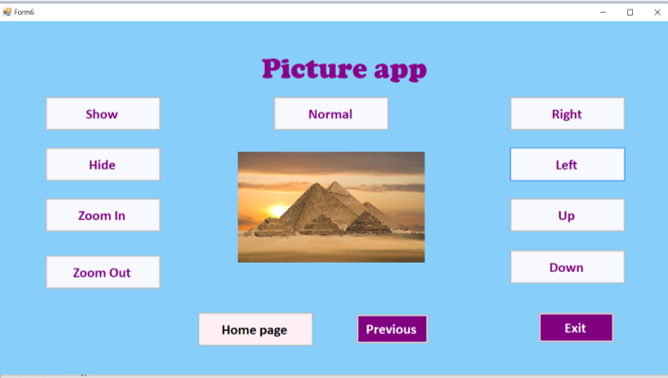 Form6
Picture app
Show
Normal
Right
Hide
Left
Zoom In
Up
Zoom Out
Down
Home page
Previous
Exit